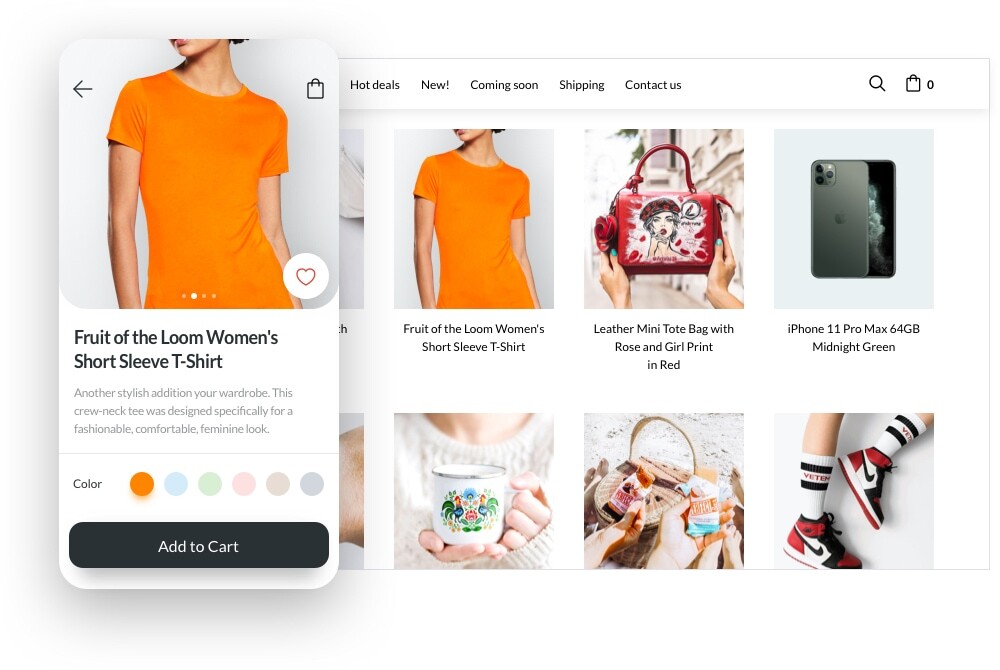 Hot deals New! Coming soon Shipping Contact us
0
Fruit of the Loom Women's
Short Sleeve T-Shirt
Another stylish addition your wardrobe. This
crew-neck tee was designed specifically for a
fashionable, comfortable, feminine look.
Color
Add to Cart
th
Fruit of the Loom Women's
Short Sleeve T-Shirt
Leather Mini Tote Bag with
Rose and Girl Print
in Red
iPhone 11 Pro Max 64GB
Midnight Green
PERFECT